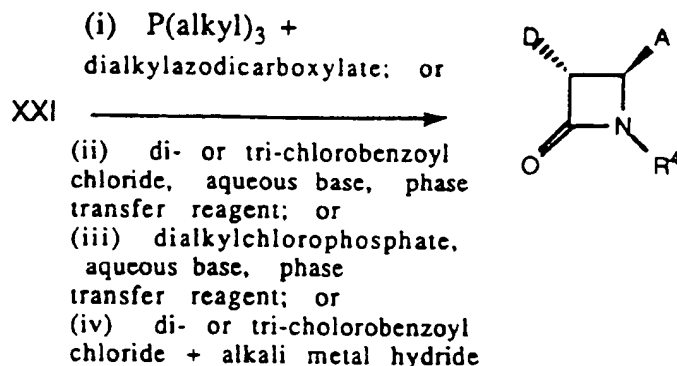 (i) P(alkyl)3 +
dialkylazodicarboxylate; or
XXI
(ii) di- or tri-chlorobenzoyl
chloride, aqueous base, phase
transfer reagent; or
(iii) dialkylchlorophosphate,
aqueous base, phase
transfer reagent; or
(iv) di- or tri-cholorobenzoyl
chloride + alkali metal hydride
D A
O N
R4